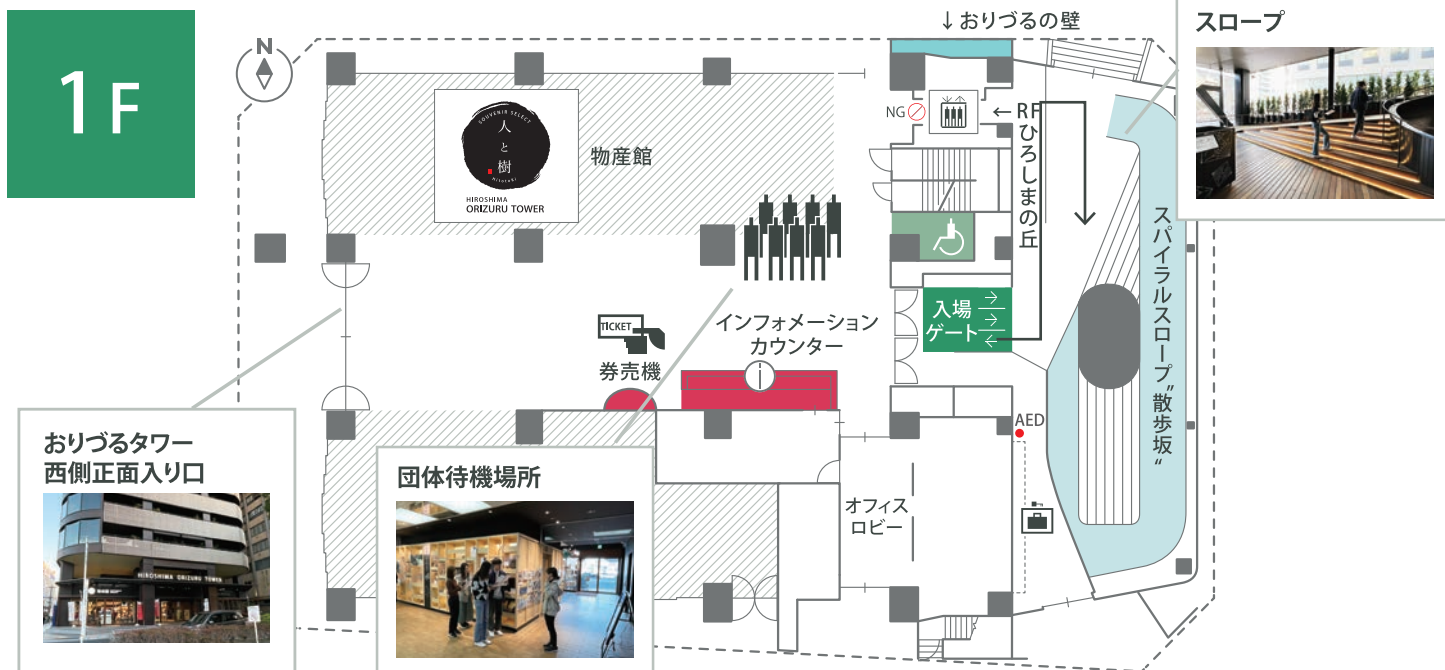 1F
N
↓おりづるの壁
スロープ
NG
←RF
ひろしまの丘
SOUVENIR SELECT
人と樹
HIROSHIMA
ORIZURU TOWER
物産館
スパイラルスロープ"散歩坂"
入場
ゲート
TICKET
券売機
インフォメーション
カウンター
AED
おりづるタワー
西側正面入り口
HIROSHIMA ORIZURU TOWER
団体待機場所
オフィス
ロビー